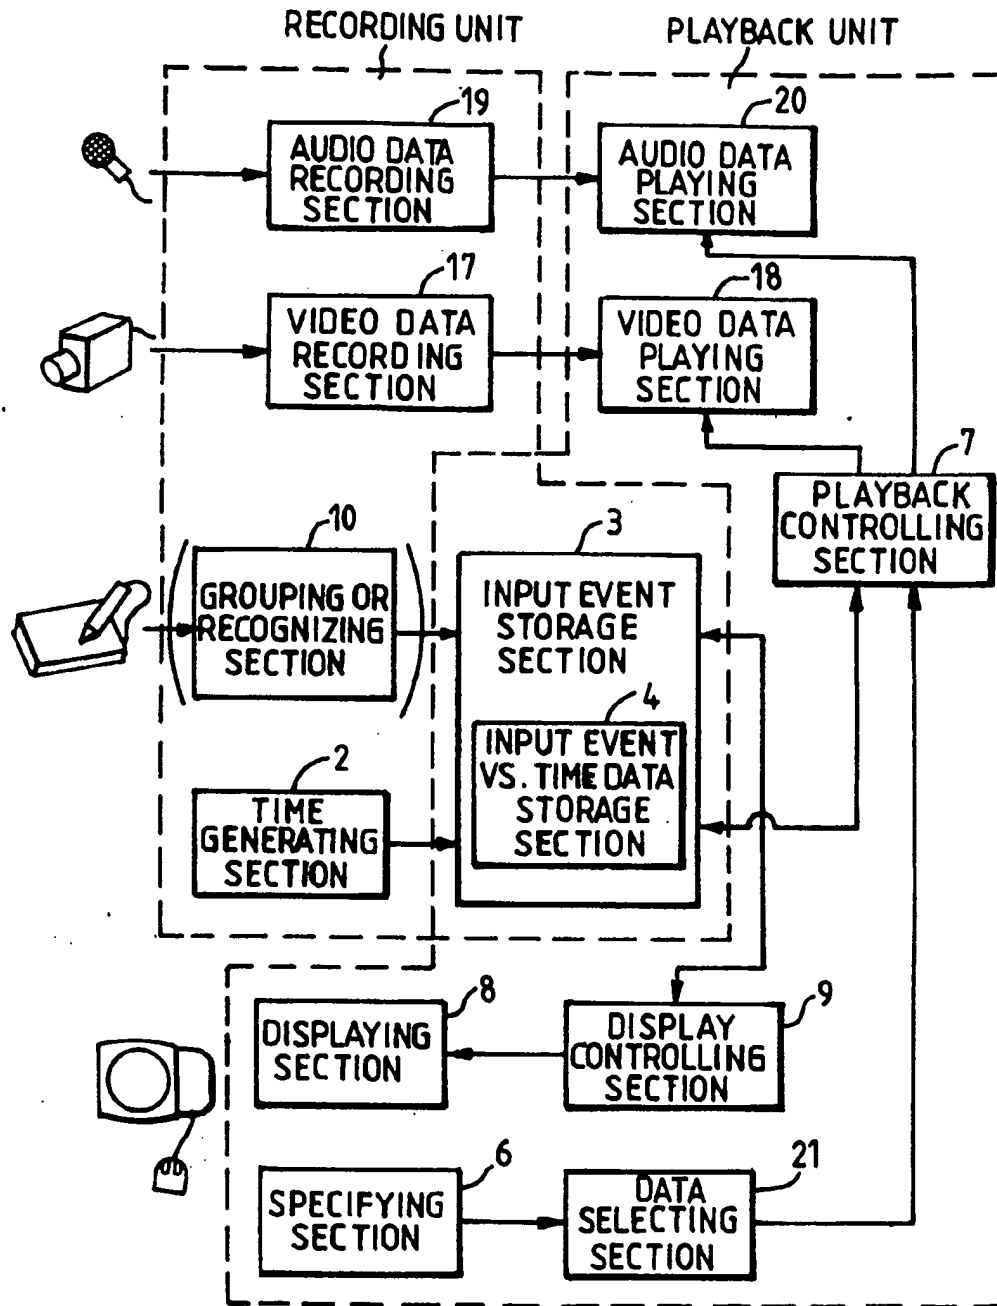 RECORDING UNIT
PLAYBACK UNIT
19
AUDIO DATA
RECORDING
SECTION
20
AUDIO DATA
PLAYING
SECTION
17
VIDEO DATA
RECORDING
SECTION
18
VIDEO DATA
PLAYING
SECTION
7
PLAYBACK
CONTROLLING
SECTION
10
GROUPING OR
RECOGNIZING
SECTION
3
INPUT EVENT
STORAGE
SECTION
4
INPUT EVENT
VS. TIME DATA
STORAGE
SECTION
2
TIME
GENERATING
SECTION
8
DISPLAYING
SECTION
9
DISPLAY
CONTROLLING
SECTION
6
SPECIFYING
SECTION
21
DATA
SELECTING
SECTION